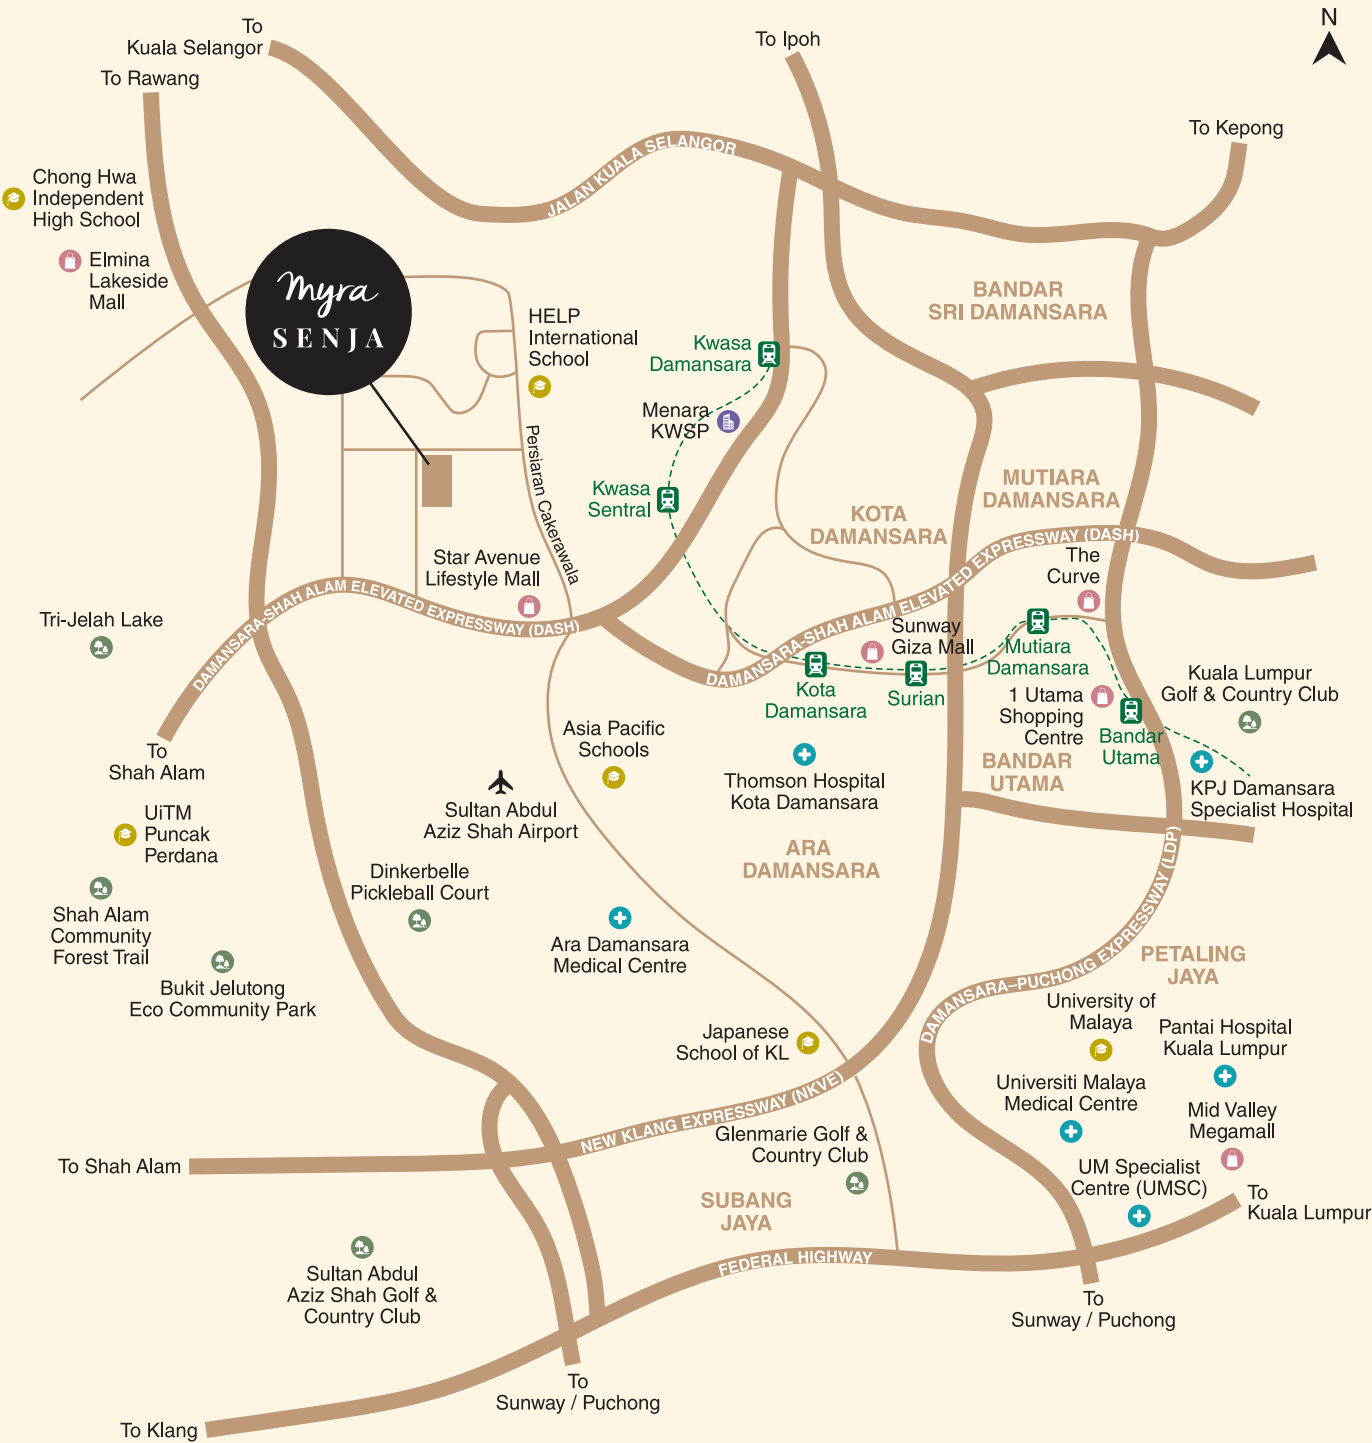 N
To
Kuala Selangor
To Rawang
To Ipoh
To Kepong
JALAN KUALA SELANGOR
Chong Hwa
Independent
High School
Elmina
Lakeside
Mall
Myra
SENJA
HELP
International
School
Kwasa
Damansara
Menara
KWSP
BANDAR
SRI DAMANSARA
Persiaran Cakerawala
Kwasa
Sentral
KOTA
DAMANSARA
MUTIARA
DAMANSARA
Star Avenue
Lifestyle Mall
The
Curve
DAMANSARA-SHAH ALAM ELEVATED EXPRESSWAY (DASH)
DAMANSARA-SHAH ALAM ELEVATED EXPRESSWAY (DASH)
Tri-Jelah Lake
Sunway
Giza Mall
Mutiara
Damansara
Kota
Damansara
Surian
1 Utama
Shopping
Centre
Bandar
Utama
Kuala Lumpur
Golf & Country Club
To
Shah Alam
Asia Pacific
Schools
Thomson Hospital
Kota Damansara
BANDAR
UTAMA
KPJ Damansara
Specialist Hospital
UiTM
Puncak
Perdana
Sultan Abdul
Aziz Shah Airport
Dinkerbelle
Pickleball Court
ARA
DAMANSARA
Shah Alam
Community
Forest Trail
Bukit Jelutong
Eco Community Park
Ara Damansara
Medical Centre
DAMANSARA–PUCHONG EXPRESSWAY (LDP)
PETALING
JAYA
Japanese
School of KL
University of
Malaya
Pantai Hospital
Kuala Lumpur
Universiti Malaya
Medical Centre
Mid Valley
Megamall
NEW KLANG EXPRESSWAY (NKVE)
Glenmarie Golf &
Country Club
To Shah Alam
UM Specialist
Centre (UMSC)
SUBANG
JAYA
To
Kuala Lumpur
FEDERAL HIGHWAY
Sultan Abdul
Aziz Shah Golf &
Country Club
To
Sunway / Puchong
To
Sunway / Puchong
To Klang